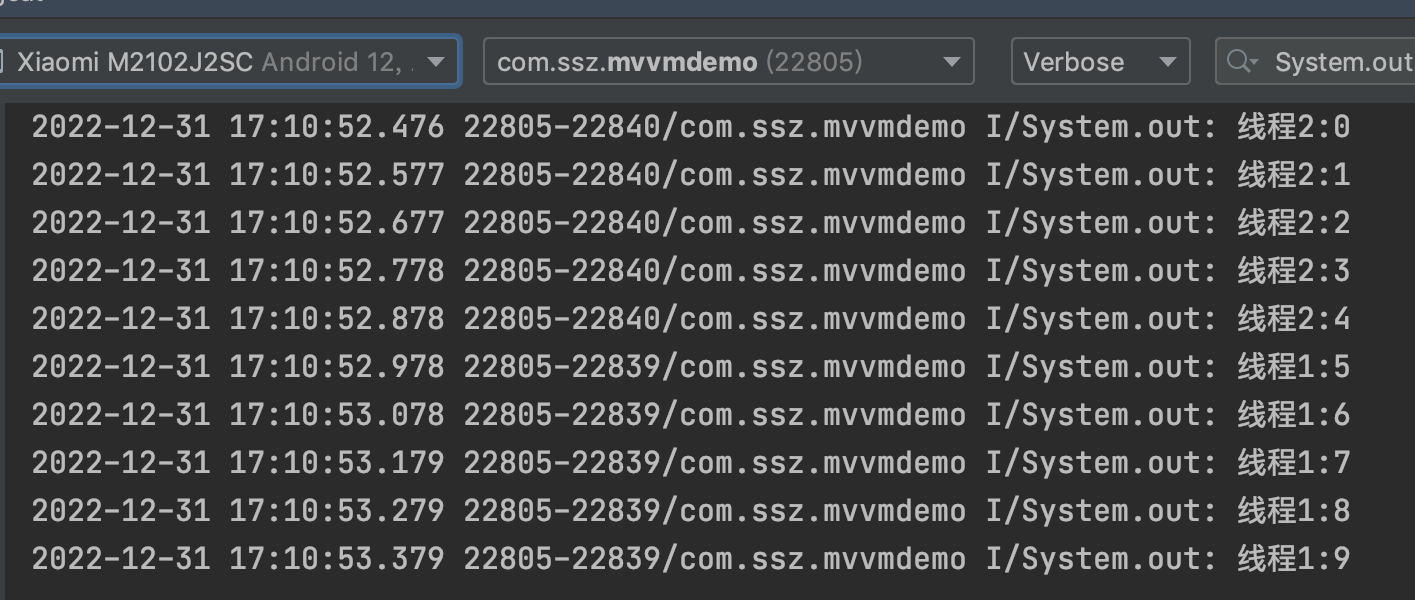 Xiaomi M2102J2SC Android 12, . com.ssz.mvvmdemo (22805) Verbose System.out
2022-12-31 17:10:52.476 22805-22840/com.ssz.mvvmdemo I/System.out: 线程2:0
2022-12-31 17:10:52.577 22805-22840/com.ssz.mvvmdemo I/System.out: 线程2:1
2022-12-31 17:10:52.677 22805-22840/com.ssz.mvvmdemo I/System.out: 线程2:2
2022-12-31 17:10:52.778 22805-22840/com.ssz.mvvmdemo I/System.out: 线程2:3
2022-12-31 17:10:52.878 22805-22840/com.ssz.mvvmdemo I/System.out: 线程2:4
2022-12-31 17:10:52.978 22805-22839/com.ssz.mvvmdemo I/System.out: 线程1:5
2022-12-31 17:10:53.078 22805-22839/com.ssz.mvvmdemo I/System.out: 线程1:6
2022-12-31 17:10:53.179 22805-22839/com.ssz.mvvmdemo I/System.out: 线程1:7
2022-12-31 17:10:53.279 22805-22839/com.ssz.mvvmdemo I/System.out: 线程1:8
2022-12-31 17:10:53.379 22805-22839/com.ssz.mvvmdemo I/System.out: 线程1:9